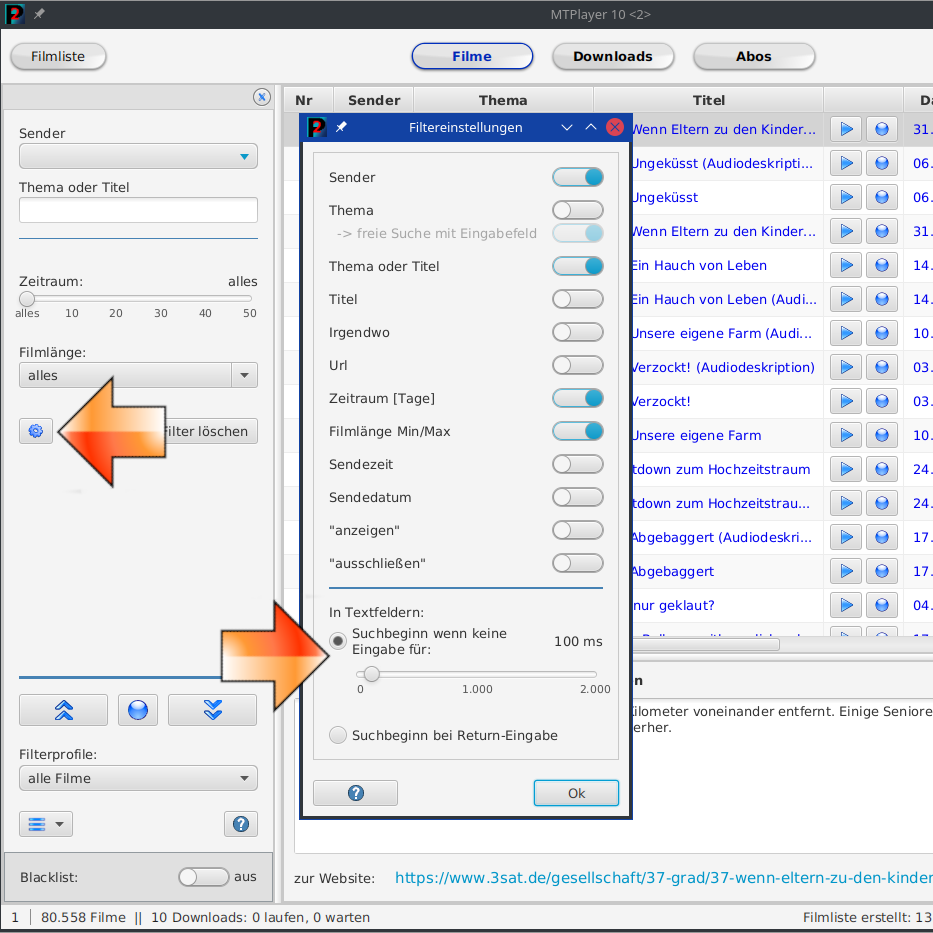 MTPlayer 10 <2>
Filmliste
Filme
Downloads
Abos
Sender
Thema oder Titel
Zeitraum: alles
alles 10 20 30 40 50
Filmlänge:
alles
Filter löschen
Filterprofile:
alle Filme
Blacklist: aus
Nr Sender Thema Titel
Filtereinstellungen
Sender
Thema
-> freie Suche mit Eingabefeld
Thema oder Titel
Titel
Irgendwo
Url
Zeitraum [Tage]
Filmlänge Min/Max
Sendezeit
Sendedatum
"anzeigen"
"ausschließen"
In Textfeldern:
Suchbeginn wenn keine
Eingabe für: 100 ms
0 1.000 2.000
Suchbeginn bei Return-Eingabe
Ok
Wenn Eltern zu den Kinder... 31.
Ungeküsst (Audiodeskripti... 06.
Ungeküsst 06.
Wenn Eltern zu den Kinder... 31.
Ein Hauch von Leben 14.
Ein Hauch von Leben (Audi... 14.
Unsere eigene Farm (Audi... 10.
Verzockt! (Audiodeskription) 03.
Verzockt! 03.
Unsere eigene Farm 10.
tdown zum Hochzeitstraum 24.
tdown zum Hochzeitstrau... 24.
Abgebaggert (Audiodeskri... 17.
Abgebaggert 17.
nur geklaut? 04.
n
ilometer voneinander entfernt. Einige Seniore
erher.
zur Website: https://www.3sat.de/gesellschaft/37-grad/37-wenn-eltern-zu-den-kinder
1 | 80.558 Filme || 10 Downloads: 0 laufen, 0 warten
Filmliste erstellt: 13